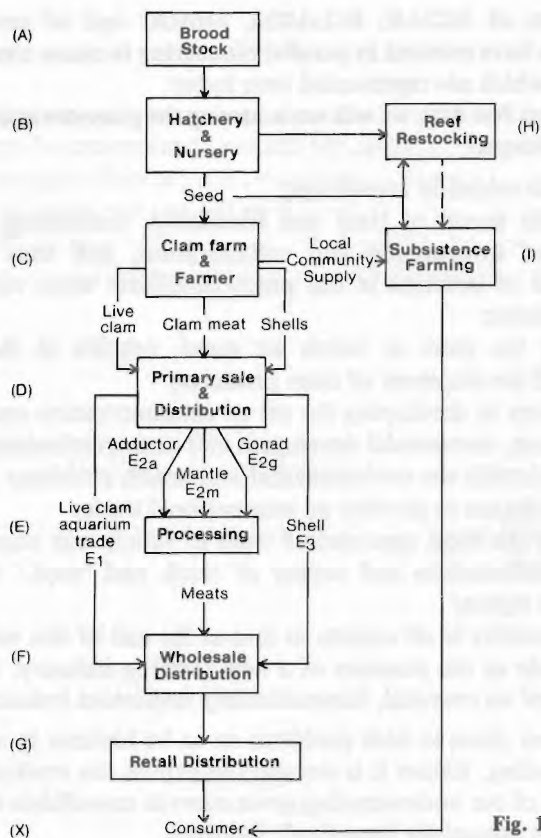 (A)
Brood
Stock
(B)
Hatchery
&
Nursery
Reef
Restocking
(H)
Seed
(C)
Clam farm
&
Farmer
Local
Community
Supply
Subsistence
Farming
(I)
Live
clam
Clam meat
Shells
(D)
Primary sale
&
Distribution
Adductor
E2a
Mantle
E2m
Gonad
E2g
Live clam
aquarium
trade
E1
(E)
Processing
Shell
E3
Meats
(F)
Wholesale
Distribution
(G)
Retail Distribution
(X)
Consumer
Fig. 1